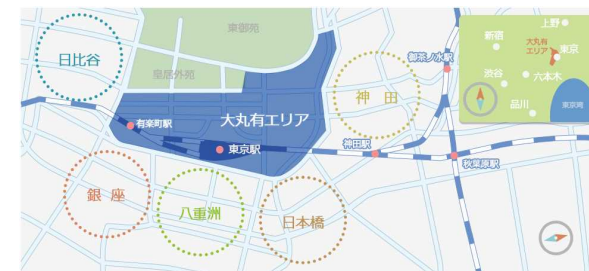 東御苑
上野
新宿
大丸有
エリア
東京
渋谷
六本木
品川
東京湾
日比谷
皇居外苑
御茶ノ水駅
神田
有楽町駅
大丸有エリア
東京駅
神田駅
秋葉原駅
銀座
八重洲
日本橋